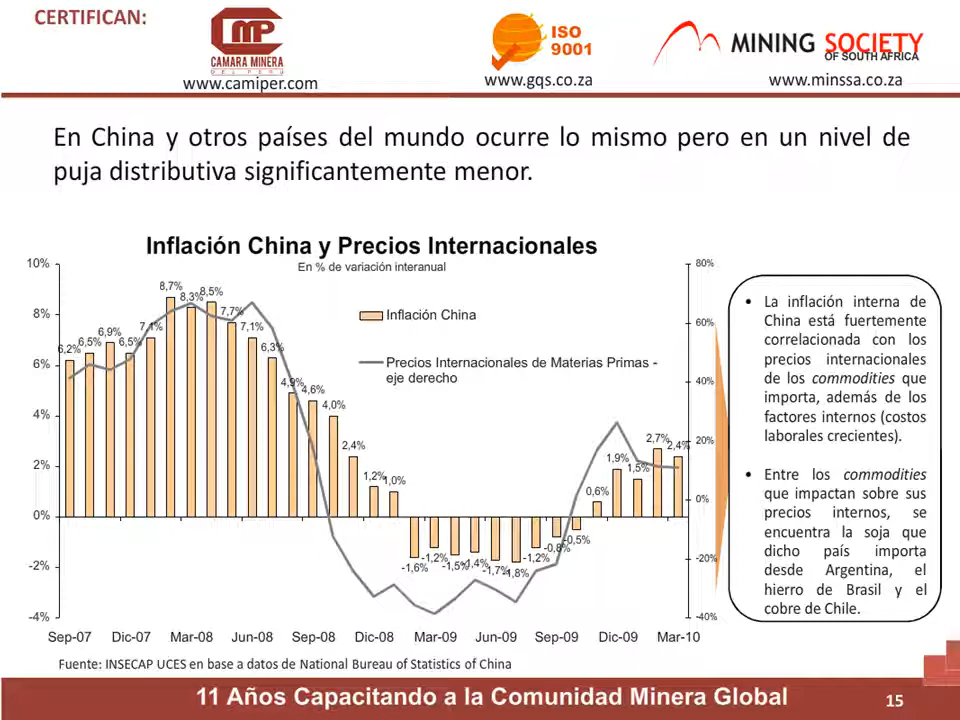 CERTIFICAN:
CMP
CAMARA MINERA
DEL PERU
www.camiper.com
ISO
9001
www.gqs.co.za
MINING SOCIETY
OF SOUTH AFRICA
www.minssa.co.za
En China y otros países del mundo ocurre lo mismo pero en un nivel de
puja distributiva significantemente menor.
Inflación China y Precios Internacionales
En % de variación interanual
10%
8%
6%
4%
2%
0%
-2%
-4%
80%
60%
40%
20%
0%
-20%
-40%
6,2%
6,5%
6,9%
6,5%
7,1%
8,7%
8,3%
8,5%
7,7%
7,1%
6,3%
4,9%
4,6%
4,0%
2,4%
1,2%
1,0%
-1,6%
-1,2%
-1,5%
-1,4%
-1,7%
-1,8%
-1,2%
-0,8%
-0,5%
0,6%
1,9%
1,5%
2,7%
2,4%
Inflación China
Precios Internacionales de Materias Primas -
eje derecho
Sep-07 Dic-07 Mar-08 Jun-08 Sep-08 Dic-08 Mar-09 Jun-09 Sep-09 Dic-09 Mar-10
• La inflación interna de
China está fuertemente
correlacionada con los
precios internacionales
de los commodities que
importa, además de los
factores internos (costos
laborales crecientes).
• Entre los commodities
que impactan sobre sus
precios internos, se
encuentra la soja que
dicho país importa
desde Argentina, el
hierro de Brasil y el
cobre de Chile.
Fuente: INSECAP UCES en base a datos de National Bureau of Statistics of China
11 Años Capacitando a la Comunidad Minera Global
15